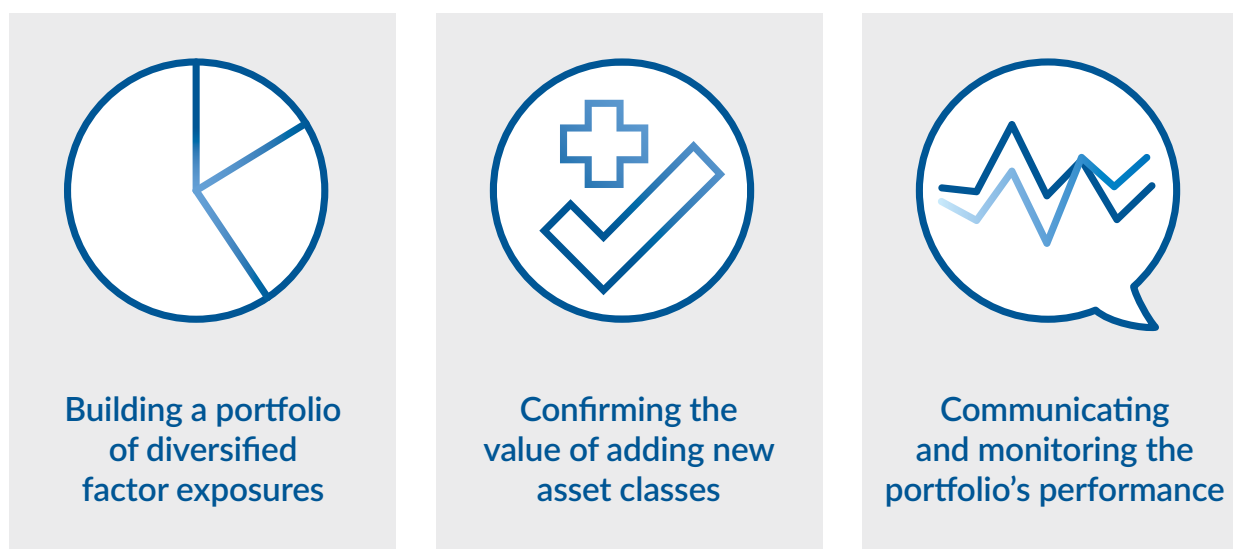 Building a portfolio
of diversified
factor exposures
Confirming the
value of adding new
asset classes
Communicating
and monitoring the
portfolio's performance